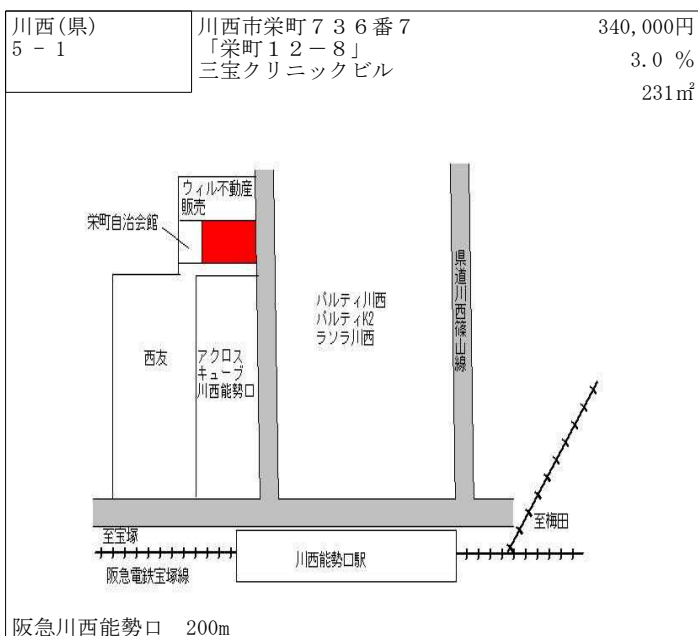 川西(県)
5 - 1
川西市栄町７３６番７
「栄町１２－８」
三宝クリニックビル
340,000円
3.0 %
231㎡
ウィル不動産
販売
栄町自治会館
パルティ川西
パルティK2
ラソラ川西
県道川西篠山線
西友
アクロス
キューブ
川西能勢口
至宝塚
至梅田
川西能勢口駅
阪急電鉄宝塚線
阪急川西能勢口　200m